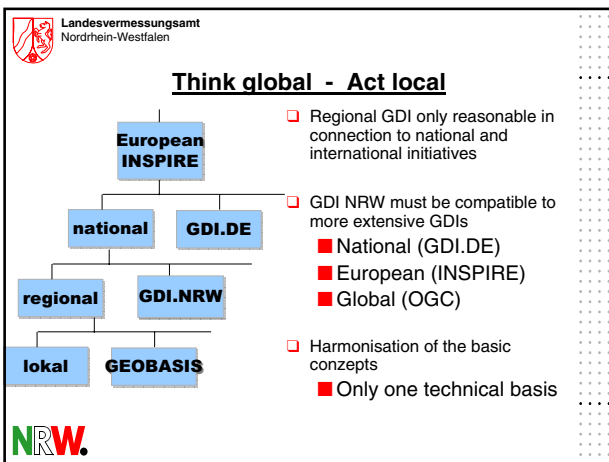 Landesvermessungsamt
Nordrhein-Westfalen
Think global - Act local
European
INSPIRE
national
GDI.DE
regional
GDI.NRW
lokal
GEOBASIS
❑ Regional GDI only reasonable in
connection to national and
international initiatives
❑ GDI NRW must be compatible to
more extensive GDIs
■ National (GDI.DE)
■ European (INSPIRE)
■ Global (OGC)
❑ Harmonisation of the basic
conzepts
■ Only one technical basis
NRW.